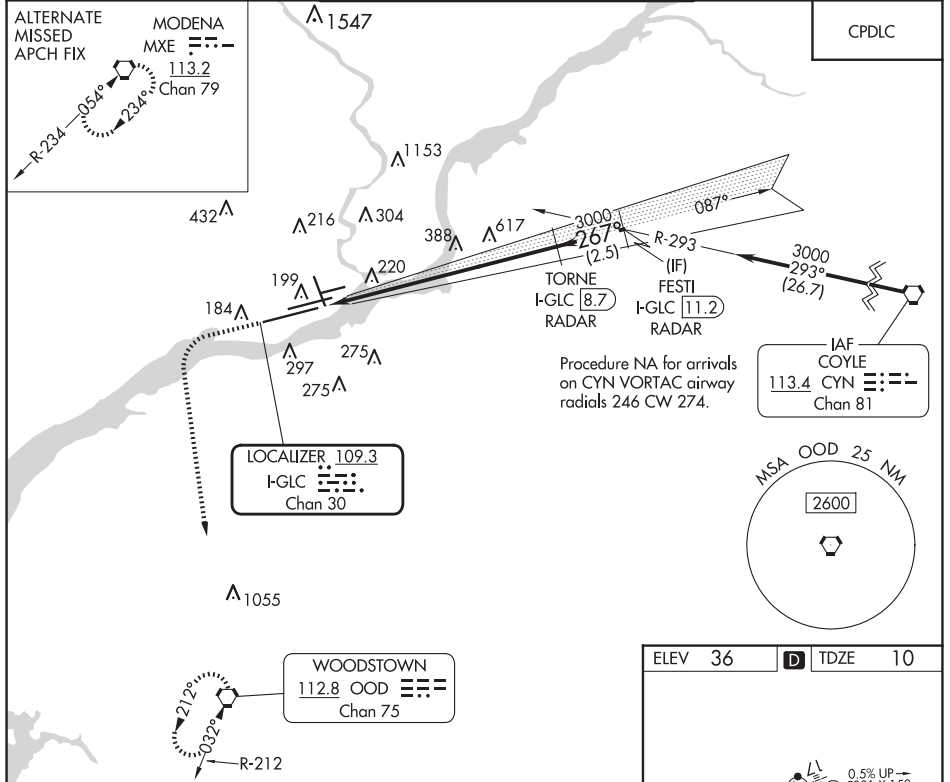 ALTERNATE
MISSED
APCH FIX
MODENA
MXE
113.2
Chan 79
R-234
054°
234°
1547
CPDLC
1153
432
216
304
388
617
3000
267°
(2.5)
087°
R-293
3000
293°
(26.7)
199
220
184
TORNE
I-GLC 8.7
RADAR
(IF)
FESTI
I-GLC 11.2
RADAR
297
275
275
Procedure NA for arrivals
on CYN VORTAC airway
radials 246 CW 274.
IAF
COYLE
113.4 CYN
Chan 81
LOCALIZER 109.3
I-GLC
Chan 30
MSA OOD 25 NM
2600
1055
WOODSTOWN
112.8 OOD
Chan 75
212°
032°
R-212
ELEV 36 D TDZE 10
17
0.5% UP